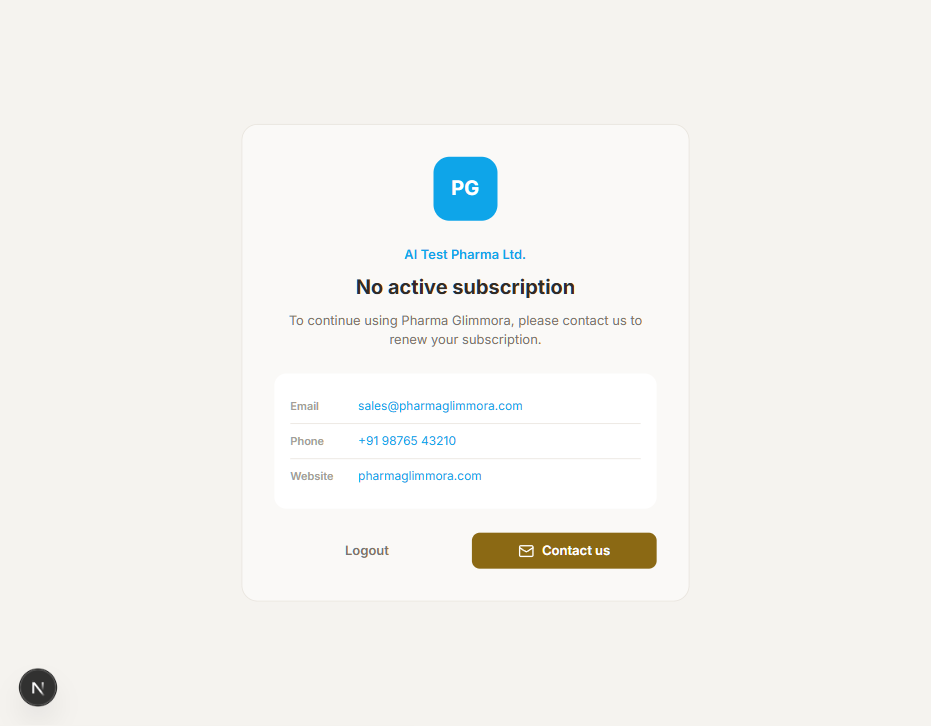 PG
AI Test Pharma Ltd.
No active subscription
To continue using Pharma Glimmora, please contact us to
renew your subscription.
Email sales@pharmaglimmora.com
Phone +91 98765 43210
Website pharmaglimmora.com
Logout Contact us
N